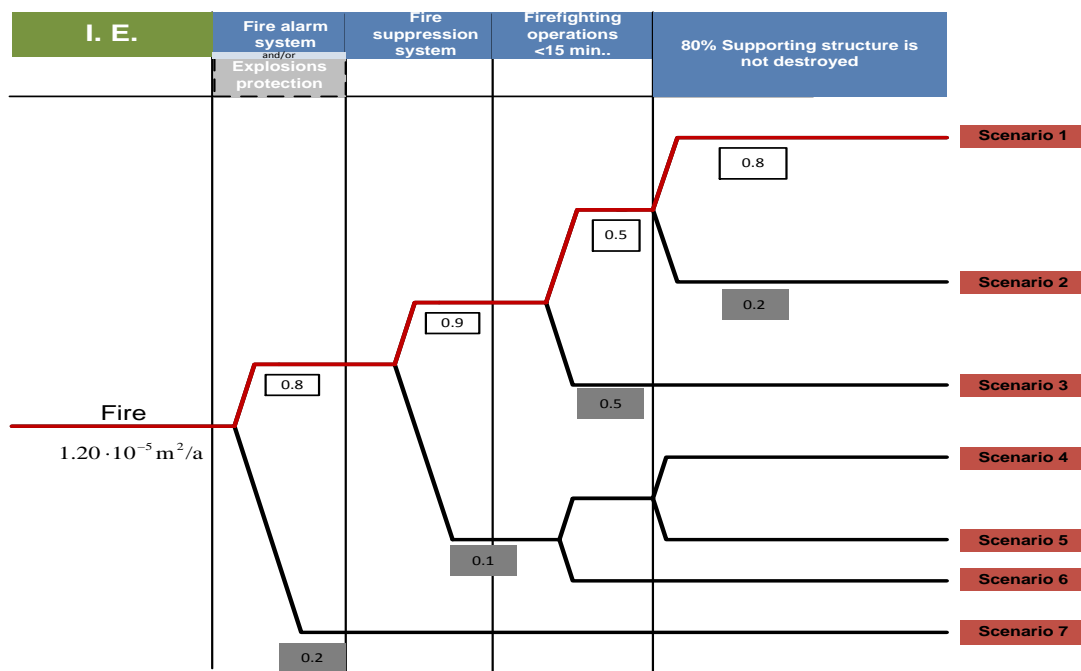 I. E.
Fire alarm
system
and/or
Explosions
protection
Fire
suppression
system
Firefighting
operations
<15 min..
80% Supporting structure is
not destroyed
Scenario 1
0.8
0.5
Scenario 2
0.2
0.9
0.8
Scenario 3
0.5
Fire
1.20 · 10⁻⁵ m²/a
Scenario 4
Scenario 5
0.1
Scenario 6
Scenario 7
0.2